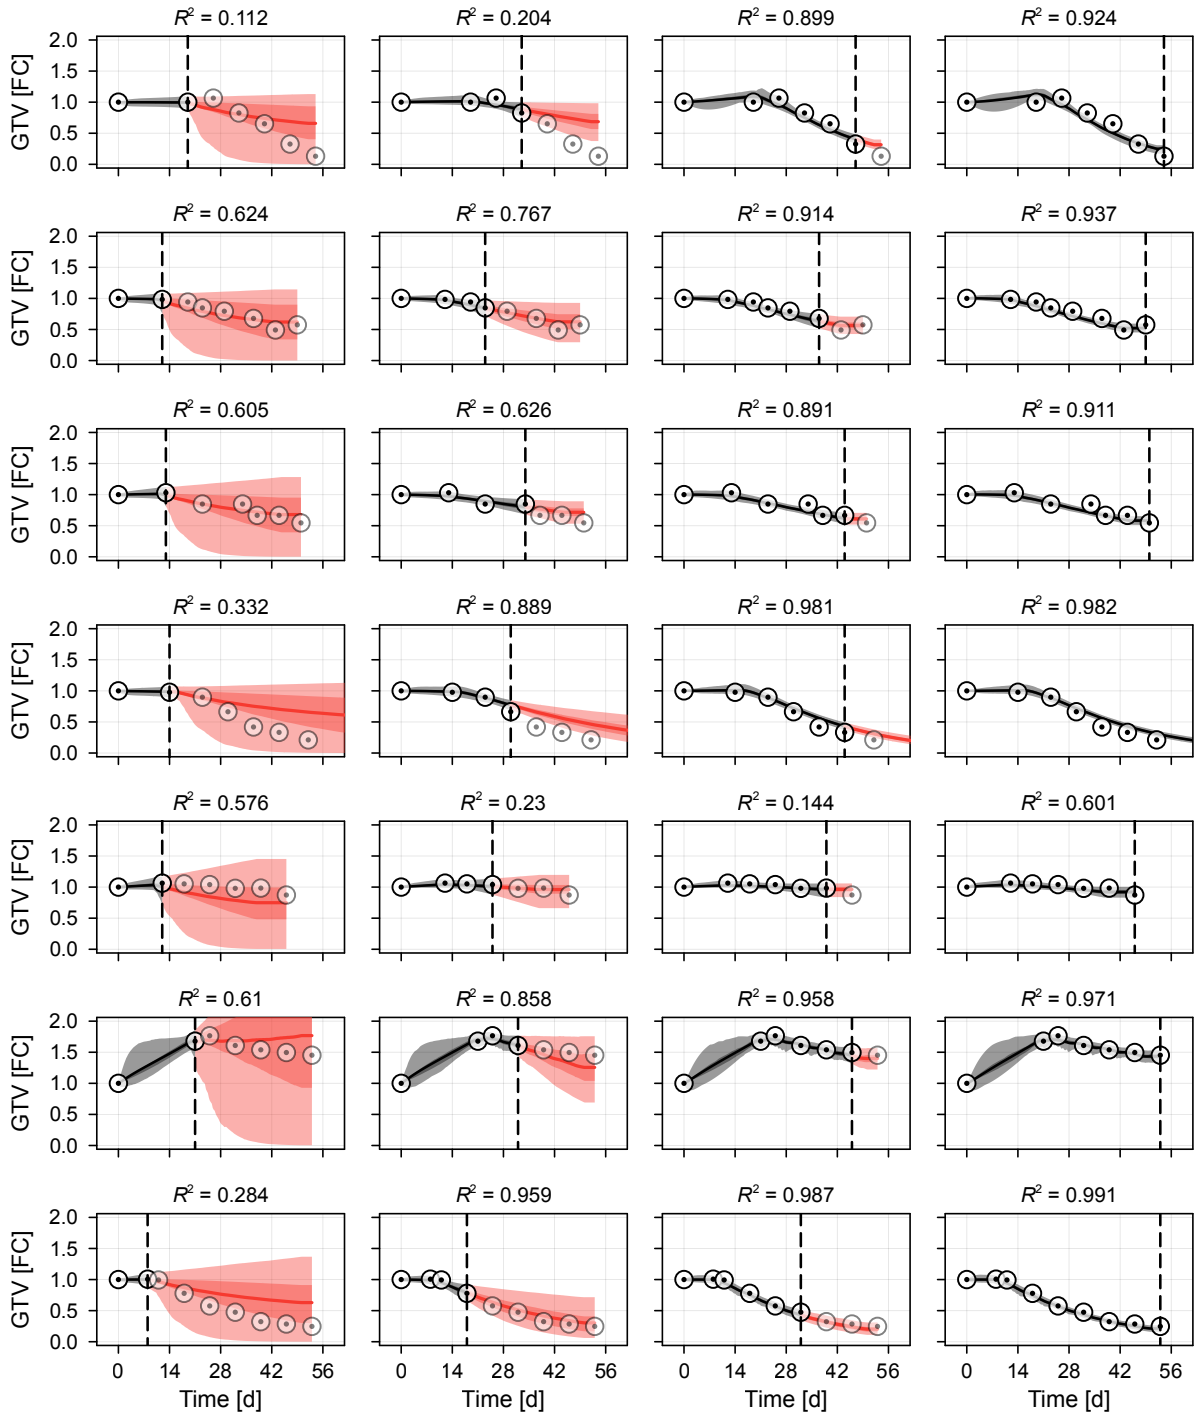 R² = 0.112 R² = 0.204 R² = 0.899 R² = 0.924
GTV [FC]
2.0
1.5
1.0
0.5
0.0
R² = 0.624 R² = 0.767 R² = 0.914 R² = 0.937
GTV [FC]
2.0
1.5
1.0
0.5
0.0
R² = 0.605 R² = 0.626 R² = 0.891 R² = 0.911
GTV [FC]
2.0
1.5
1.0
0.5
0.0
R² = 0.332 R² = 0.889 R² = 0.981 R² = 0.982
GTV [FC]
2.0
1.5
1.0
0.5
0.0
R² = 0.576 R² = 0.23 R² = 0.144 R² = 0.601
GTV [FC]
2.0
1.5
1.0
0.5
0.0
R² = 0.61 R² = 0.858 R² = 0.958 R² = 0.971
GTV [FC]
2.0
1.5
1.0
0.5
0.0
R² = 0.284 R² = 0.959 R² = 0.987 R² = 0.991
GTV [FC]
2.0
1.5
1.0
0.5
0.0
0 14 28 42 56 0 14 28 42 56 0 14 28 42 56 0 14 28 42 56
Time [d] Time [d] Time [d] Time [d]